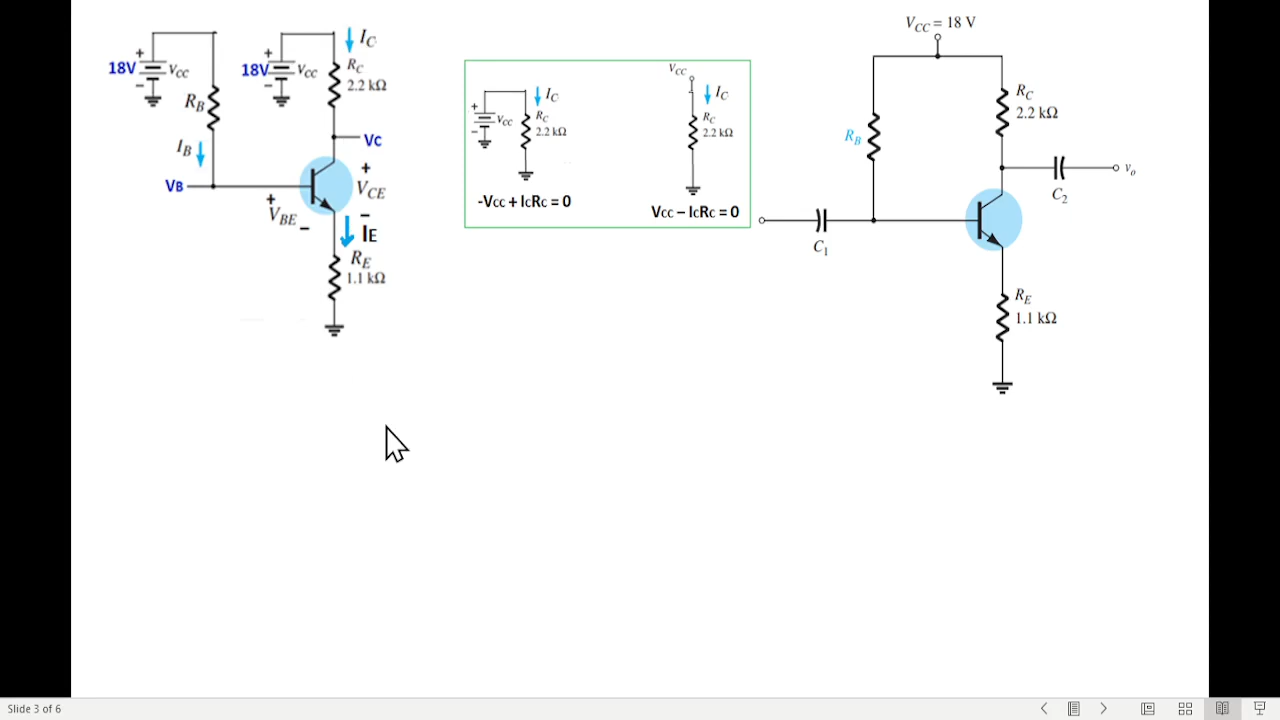 18V
VCC
RB
IB
VB
18V
VCC
IC
RC
2.2 kΩ
VC
+
VCE
−
+
VBE
−
IE
RE
1.1 kΩ
+
VCC
−
IC
RC
2.2 kΩ
-VCC + ICRC = 0
VCC
IC
RC
2.2 kΩ
VCC – ICRC = 0
VCC = 18 V
RC
2.2 kΩ
RB
vo
C2
C1
RE
1.1 kΩ
Slide 3 of 6